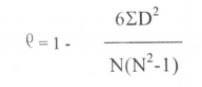 ϱ = 1 - 6ΣD²
N(N²-1)